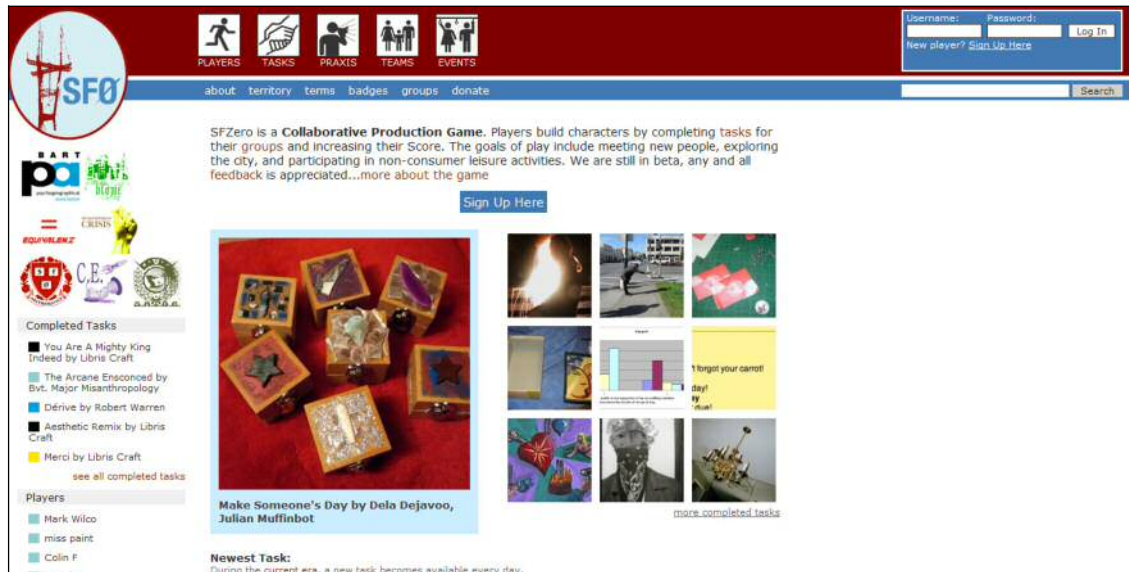 Username:
Password:
Log In
New player? Sign Up Here
PLAYERS
TASKS
PRAXIS
TEAMS
EVENTS
SFØ
about territory terms badges groups donate
Search
SFZero is a Collaborative Production Game. Players build characters by completing tasks for
their groups and increasing their Score. The goals of play include meeting new people, exploring
the city, and participating in non-consumer leisure activities. We are still in beta, any and all
feedback is appreciated...more about the game
Sign Up Here
BART
pa
CRISIS
EQUIVALENZ
C.E.
Completed Tasks
You Are A Mighty King
Indeed by Libris Craft
The Arcane Ensconced by
Bvt. Major Misanthropology
Dérive by Robert Warren
Aesthetic Remix by Libris
Craft
Merci by Libris Craft
see all completed tasks
Players
Mark Wilco
miss paint
Colin F
t forgot your carrot!
day!
y
due!
Make Someone's Day by Dela Dejavoo,
Julian Muffinbot
more completed tasks
Newest Task:
During the current era, a new task becomes available every day.